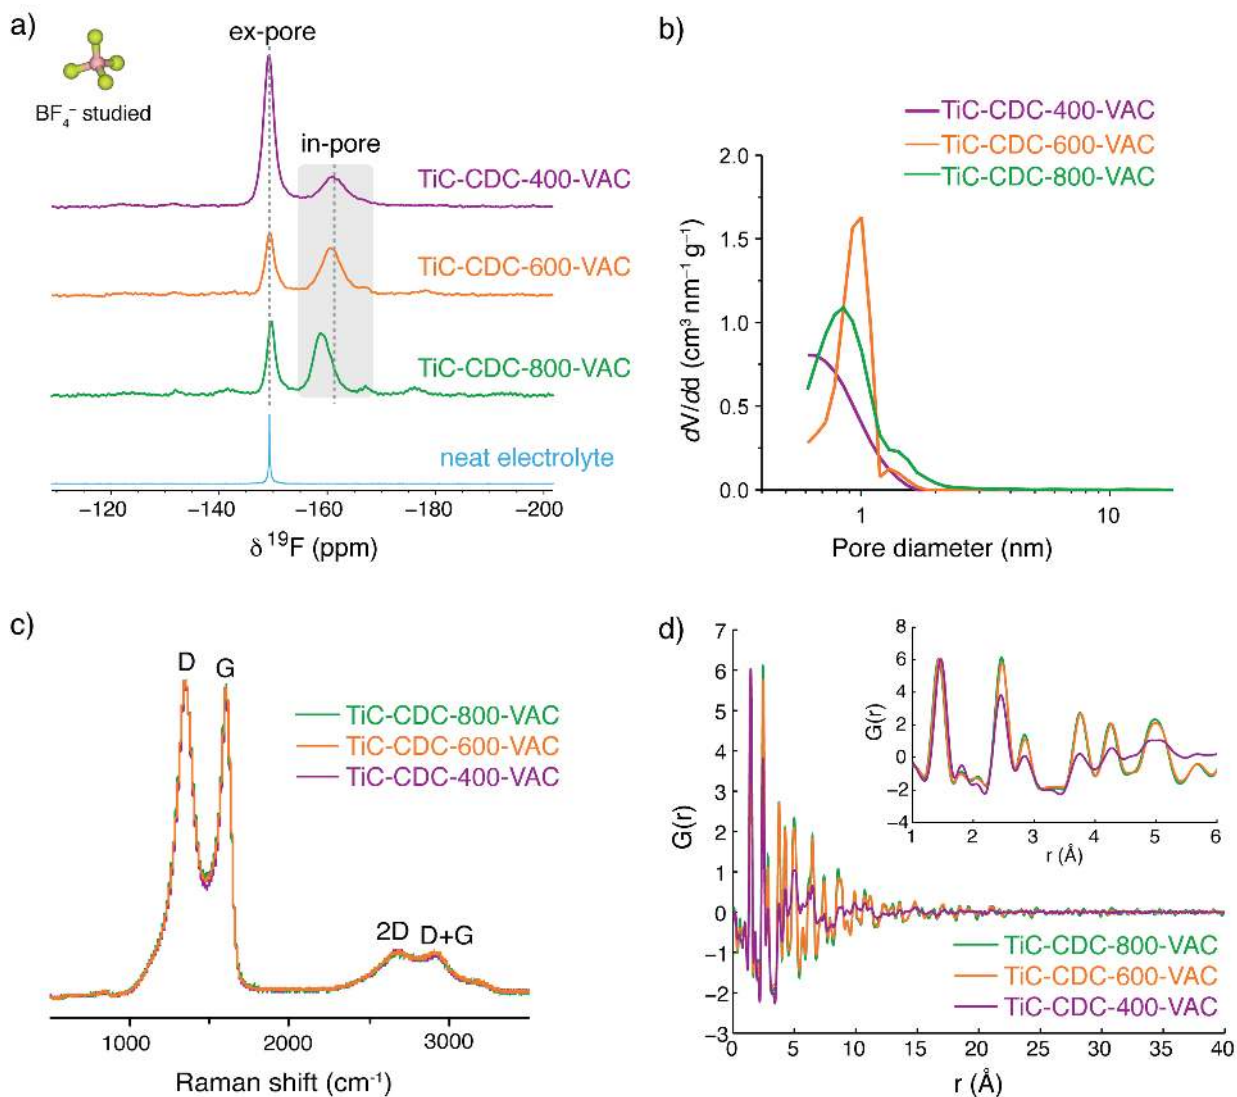 a)
ex-pore
BF₄⁻ studied
in-pore
TiC-CDC-400-VAC
TiC-CDC-600-VAC
TiC-CDC-800-VAC
neat electrolyte
−120 −140 −160 −180 −200
δ ¹⁹F (ppm)
b)
TiC-CDC-400-VAC
TiC-CDC-600-VAC
TiC-CDC-800-VAC
2.0
1.5
1.0
0.5
0.0
dV/dd (cm³ nm⁻¹ g⁻¹)
1 10
Pore diameter (nm)
c)
D
G
TiC-CDC-800-VAC
TiC-CDC-600-VAC
TiC-CDC-400-VAC
2D D+G
1000 2000 3000
Raman shift (cm⁻¹)
d)
7
6
5
4
3
2
1
0
−1
−2
−3
G(r)
8
6
4
2
0
−2
−4
G(r)
1 2 3 4 5 6
r (Å)
TiC-CDC-800-VAC
TiC-CDC-600-VAC
TiC-CDC-400-VAC
0 5 10 15 20 25 30 35 40
r (Å)